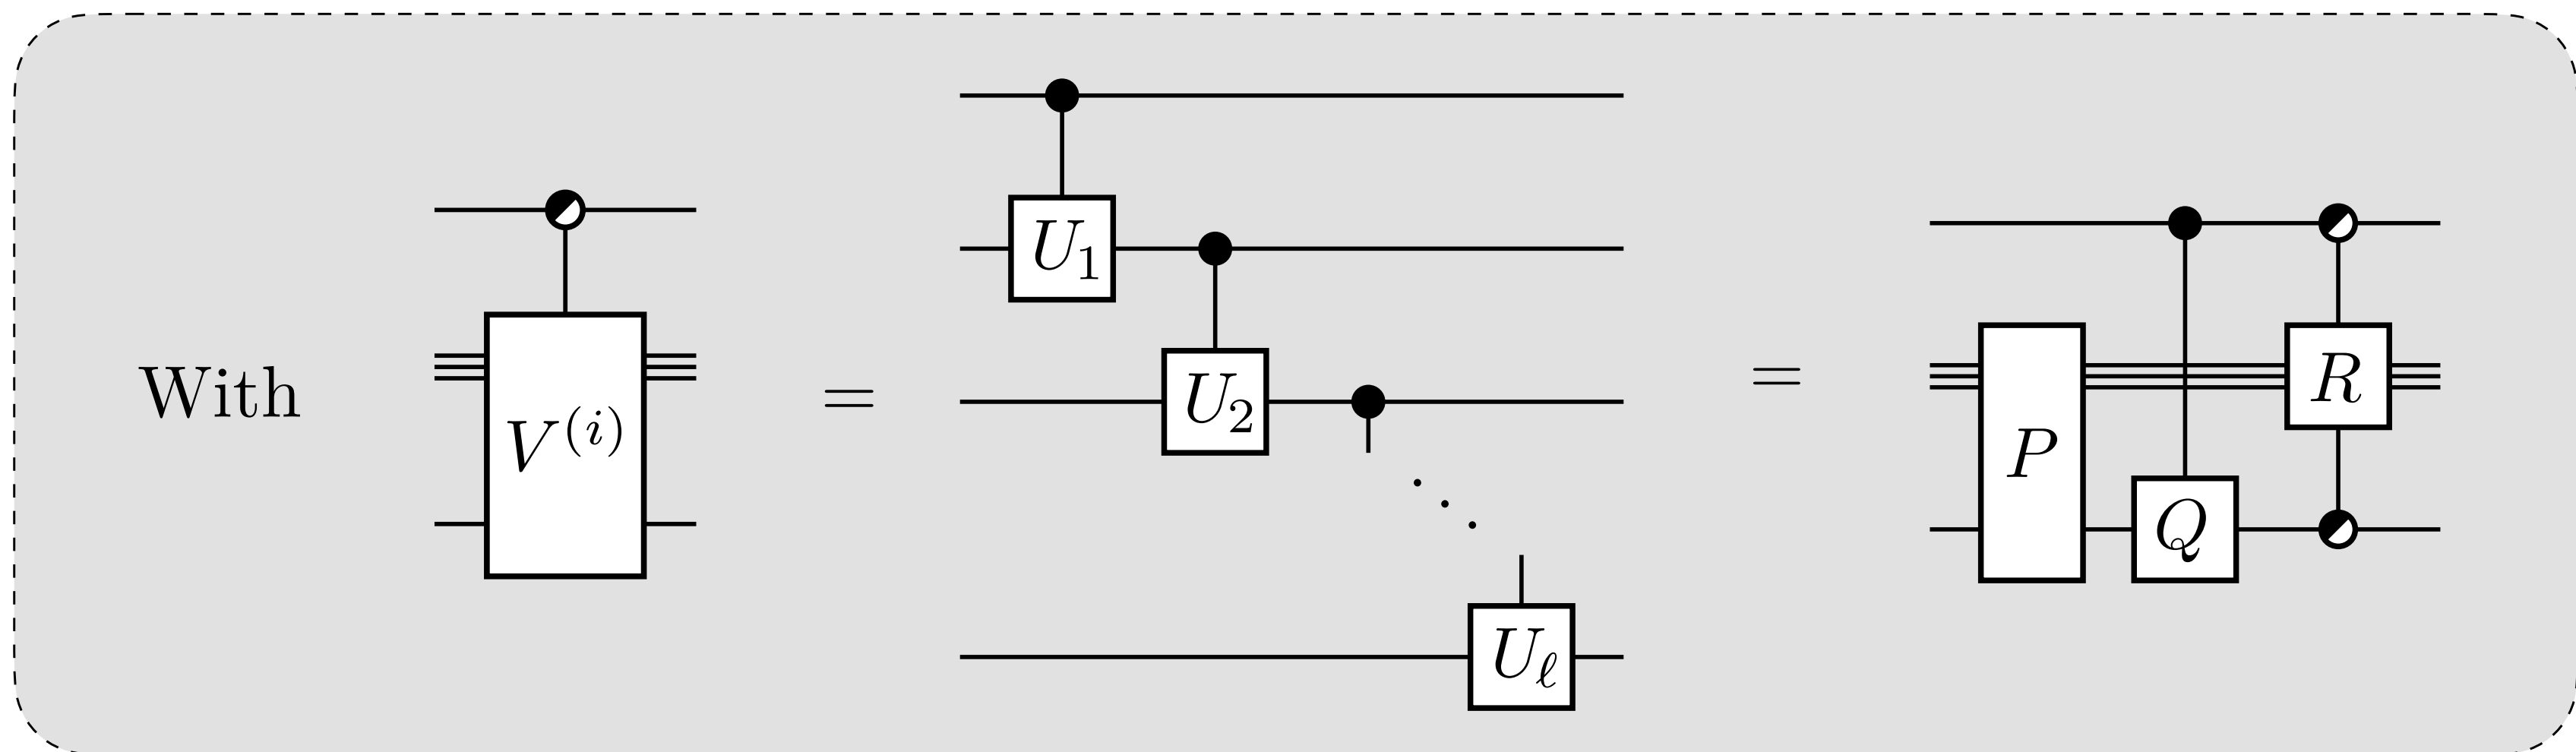 With
V^{(i)}
=
U_1
U_2
U_ℓ
=
P
Q
R